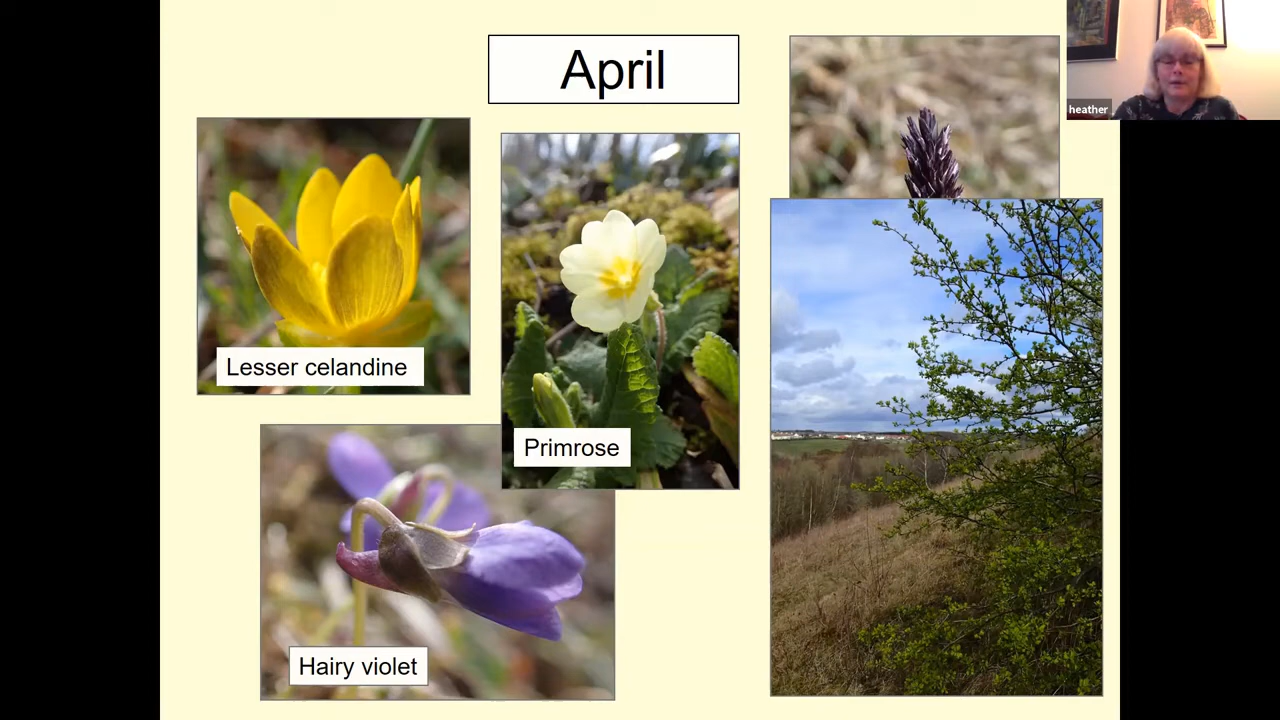 April
heather
Lesser celandine
Primrose
Hairy violet